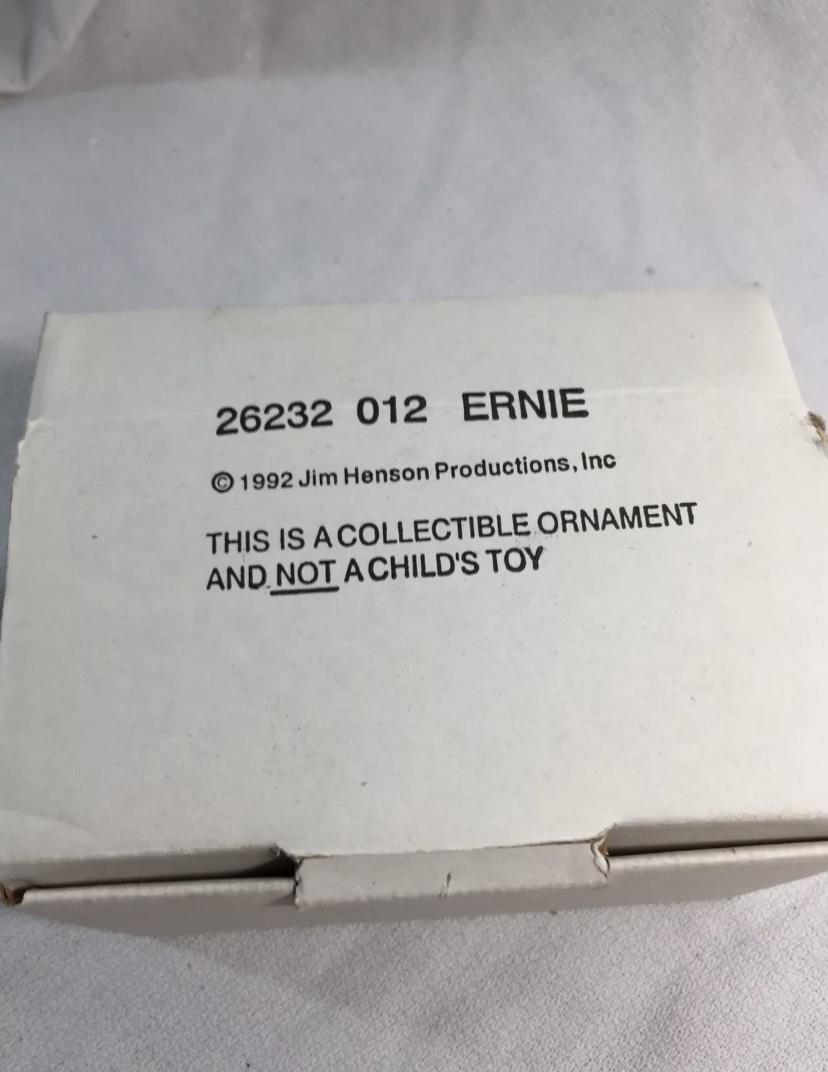 26232 012 ERNIE
© 1992 Jim Henson Productions, Inc
THIS IS A COLLECTIBLE ORNAMENT
AND NOT A CHILD'S TOY